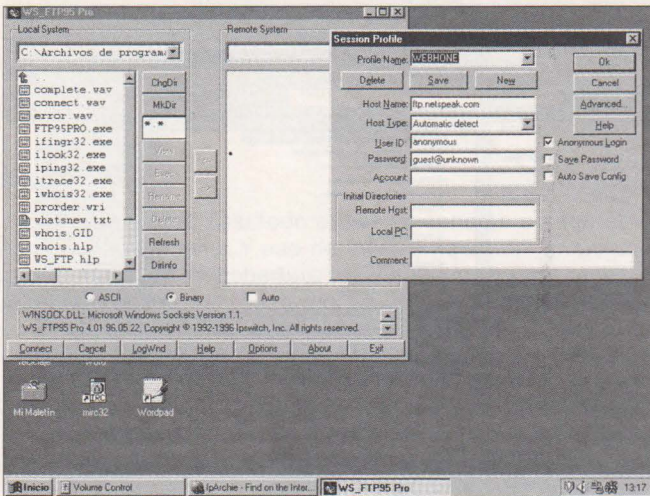 WS_FTP95 Pro
Local System
C:\Archivos de programa
..
complete.wav
connect.wav
error.wav
FTP95PRO.exe
ifingr32.exe
ilook32.exe
iping32.exe
itrace32.exe
iwhois32.exe
prorder.wri
whatsnew.txt
whois.GID
whois.hlp
WS_FTP.hlp
ChgDir
MkDir
*.*
View
Exec
Rename
Delete
Refresh
DirInfo
Remote System
ASCII
Binary
Auto
WINSOCK.DLL: Microsoft Windows Sockets Version 1.1.
WS_FTP95 Pro 4.01 96.05.22, Copyright © 1992-1996 Ipswitch, Inc. All rights reserved.
Connect
Cancel
LogWnd
Help
Options
About
Exit
Session Profile
Profile Name: WEBHONE
Delete
Save
New
Host Name: ftp.netspeak.com
Host Type: Automatic detect
User ID: anonymous
Password: guest@unknown
Account:
Initial Directories
Remote Host:
Local PC:
Comment:
Ok
Cancel
Advanced...
Help
Anonymous Login
Save Password
Auto Save Config
Mi Maletín
mirc32
Wordpad
Inicio
Volume Control
IpArchie - Find on the Inter...
WS_FTP95 Pro
13:17